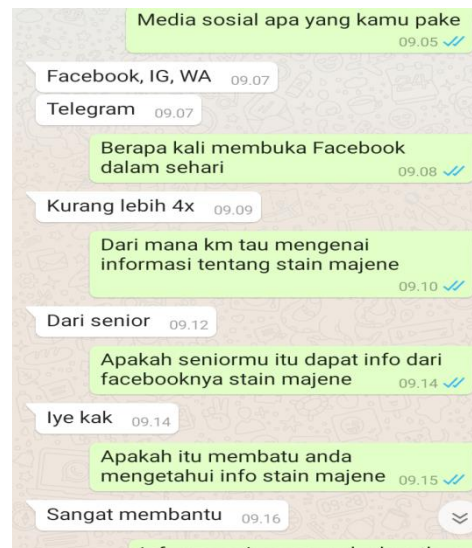 Media sosial apa yang kamu pake
09.05
Facebook, IG, WA 09.07
Telegram 09.07
Berapa kali membuka Facebook
dalam sehari 09.08
Kurang lebih 4x 09.09
Dari mana km tau mengenai
informasi tentang stain majene
09.10
Dari senior 09.12
Apakah seniormu itu dapat info dari
facebooknya stain majene 09.14
Iye kak 09.14
Apakah itu membatu anda
mengetahui info stain majene 09.15
Sangat membantu 09.16